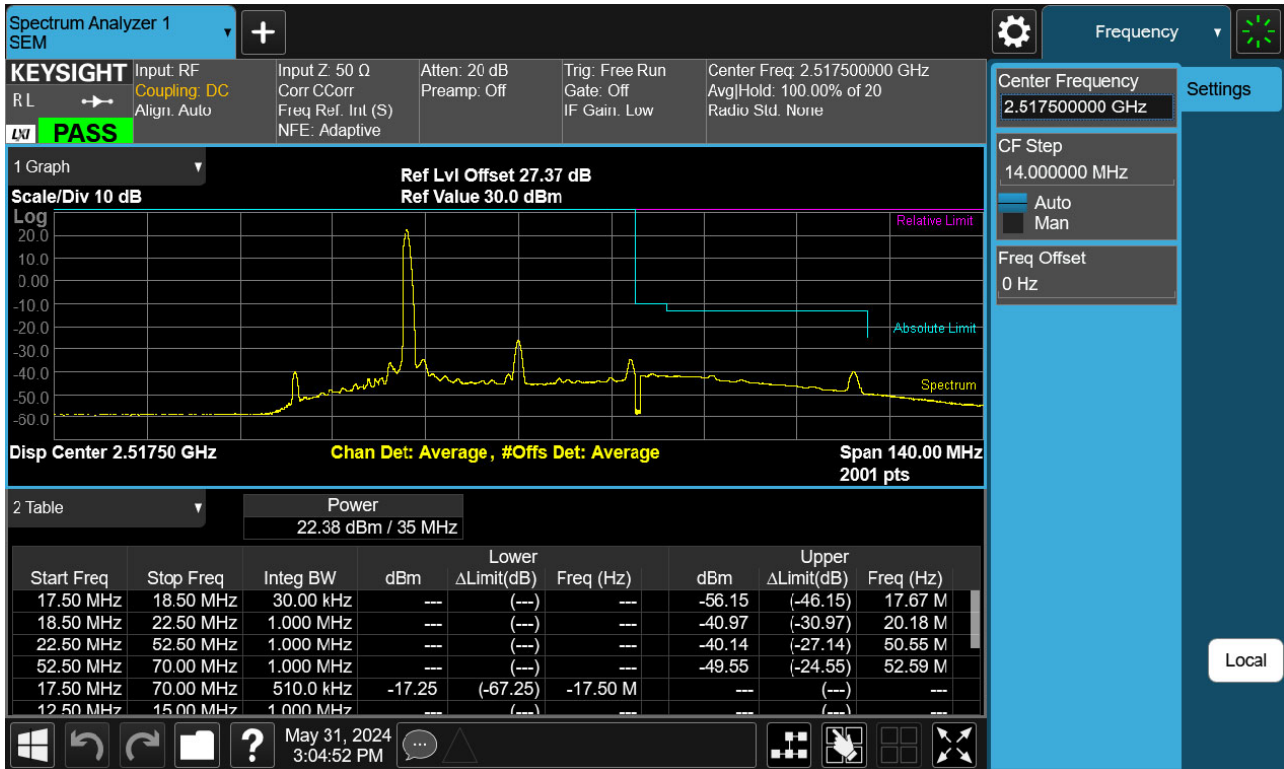 Spectrum Analyzer 1
SEM
Frequency
KEYSIGHT
RL
LXI PASS
Input: RF
Coupling: DC
Align: Auto
Input Z: 50 Ω
Corr CCorr
Freq Ref: Int (S)
NFE: Adaptive
Atten: 20 dB
Preamp: Off
Trig: Free Run
Gate: Off
IF Gain: Low
Center Freq: 2.517500000 GHz
Avg|Hold: 100.00% of 20
Radio Std: None
Center Frequency
2.517500000 GHz
Settings
CF Step
14.000000 MHz
Auto
Man
Freq Offset
0 Hz
1 Graph
Scale/Div 10 dB
Ref Lvl Offset 27.37 dB
Ref Value 30.0 dBm
Log
20.0
10.0
0.00
-10.0
-20.0
-30.0
-40.0
-50.0
-60.0
Relative Limit
Absolute Limit
Spectrum
Disp Center 2.51750 GHz
Chan Det: Average, #Offs Det: Average
Span 140.00 MHz
2001 pts
2 Table
Power
22.38 dBm / 35 MHz
Lower Upper
Start Freq Stop Freq Integ BW dBm ΔLimit(dB) Freq (Hz) dBm ΔLimit(dB) Freq (Hz)
17.50 MHz 18.50 MHz 30.00 kHz --- (---) --- -56.15 (-46.15) 17.67 M
18.50 MHz 22.50 MHz 1.000 MHz --- (---) --- -40.97 (-30.97) 20.18 M
22.50 MHz 52.50 MHz 1.000 MHz --- (---) --- -40.14 (-27.14) 50.55 M
52.50 MHz 70.00 MHz 1.000 MHz --- (---) --- -49.55 (-24.55) 52.59 M
17.50 MHz 70.00 MHz 510.0 kHz -17.25 (-67.25) -17.50 M --- (---) ---
12.50 MHz 15.00 MHz 1.000 MHz --- (---) --- --- (---) ---
Local
May 31, 2024
3:04:52 PM